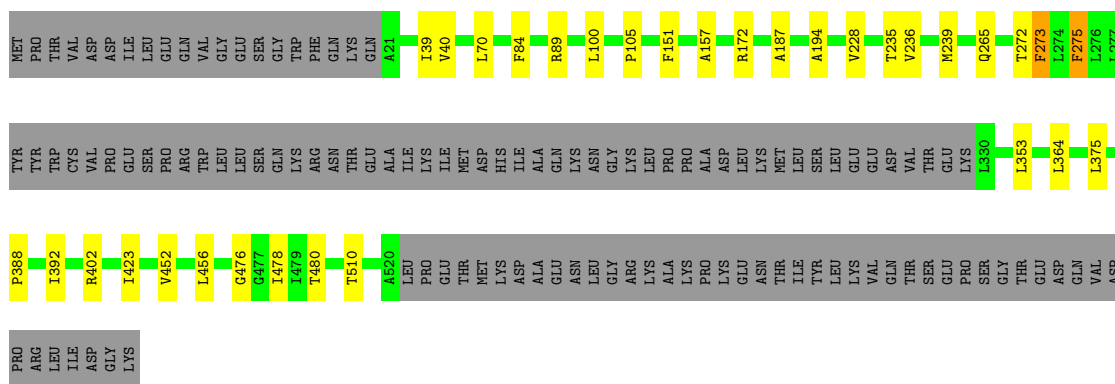 MET PRO THR VAL ASP ASP ILE LEU GLU GLN VAL GLY GLU SER GLY TRP PHE GLN LYS GLN A21 I39 V40 L70 F84 R89 L100 P105 F151 A157 R172 A187 A194 V228 T235 V236 M239 Q265 T272 F273 L274 F275 L276 L277
TYR TYR TRP CYS VAL PRO GLU SER PRO ARG TRP LEU LEU SER GLN LYS ARG ASN THR GLU ALA ILE LYS ILE MET ASP HIS ILE ALA GLN LYS ASN GLY LYS LEU PRO PRO ALA ASP LEU LYS MET LEU SER LEU GLU GLU ASP VAL THR GLU LYS L330 L353 L364 L375
P388 I392 R402 I423 V452 L456 G476 G477 I478 I479 T480 T510 A520 LEU PRO GLU THR MET LYS ASP ALA GLU ASN LEU GLY ARG LYS ALA LYS PRO LYS GLU ASN THR ILE TYR LEU LYS VAL GLN THR SER GLU PRO SER GLY THR GLU ASP GLN VAL ASP
PRO ARG LEU ILE ASP GLY LYS